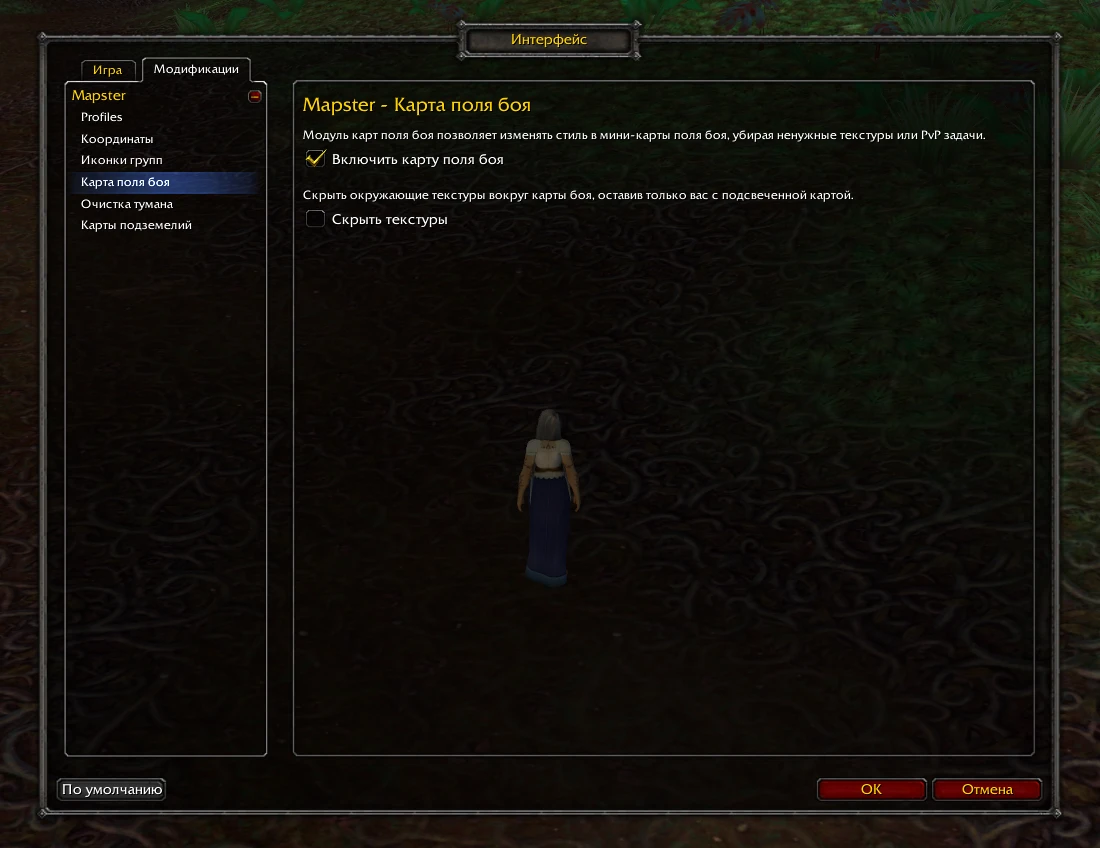 Интерфейс
Игра
Модификации
Mapster
Profiles
Координаты
Иконки групп
Карта поля боя
Очистка тумана
Карты подземелий
Mapster - Карта поля боя
Модуль карт поля боя позволяет изменять стиль в мини-карты поля боя, убирая ненужные текстуры или PvP задачи.
Включить карту поля боя
Скрыть окружающие текстуры вокруг карты боя, оставив только вас с подсвеченной картой.
Скрыть текстуры
По умолчанию
OK
Отмена